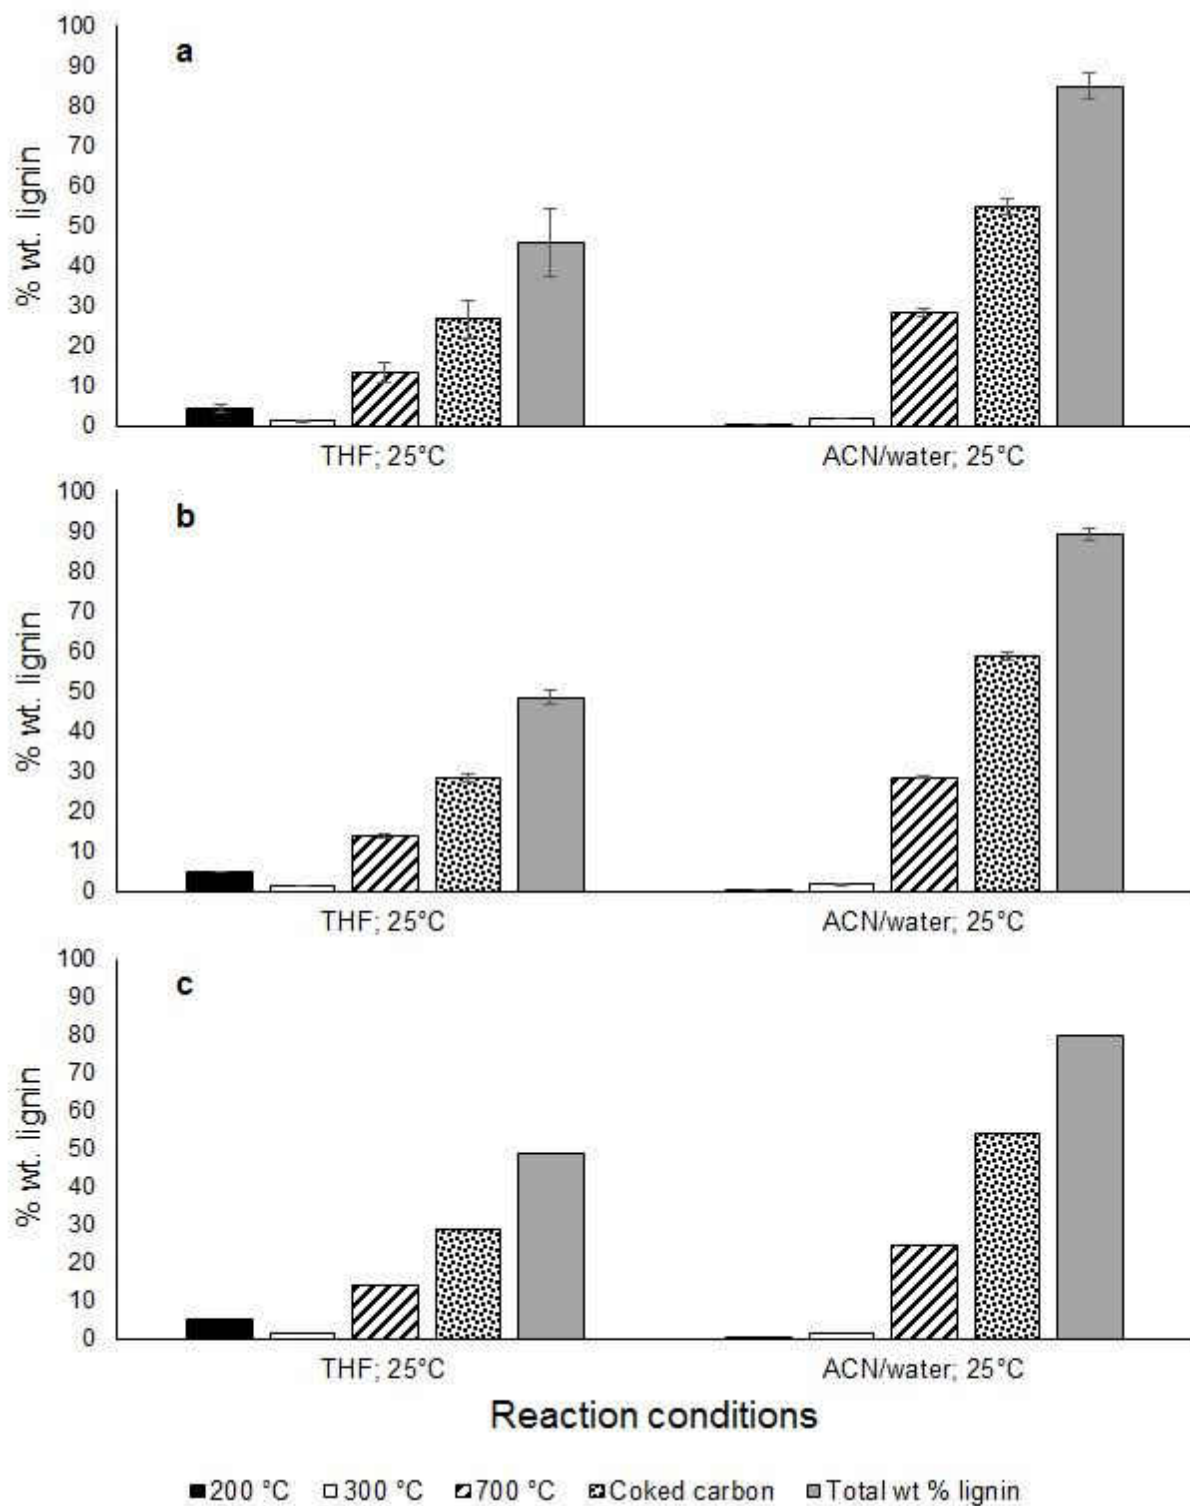 a
% wt. lignin
100
90
80
70
60
50
40
30
20
10
0
THF; 25°C
ACN/water; 25°C
b
% wt. lignin
100
90
80
70
60
50
40
30
20
10
0
THF; 25°C
ACN/water; 25°C
c
% wt. lignin
100
90
80
70
60
50
40
30
20
10
0
THF; 25°C
ACN/water; 25°C
Reaction conditions
200 °C 300 °C 700 °C Coked carbon Total wt % lignin